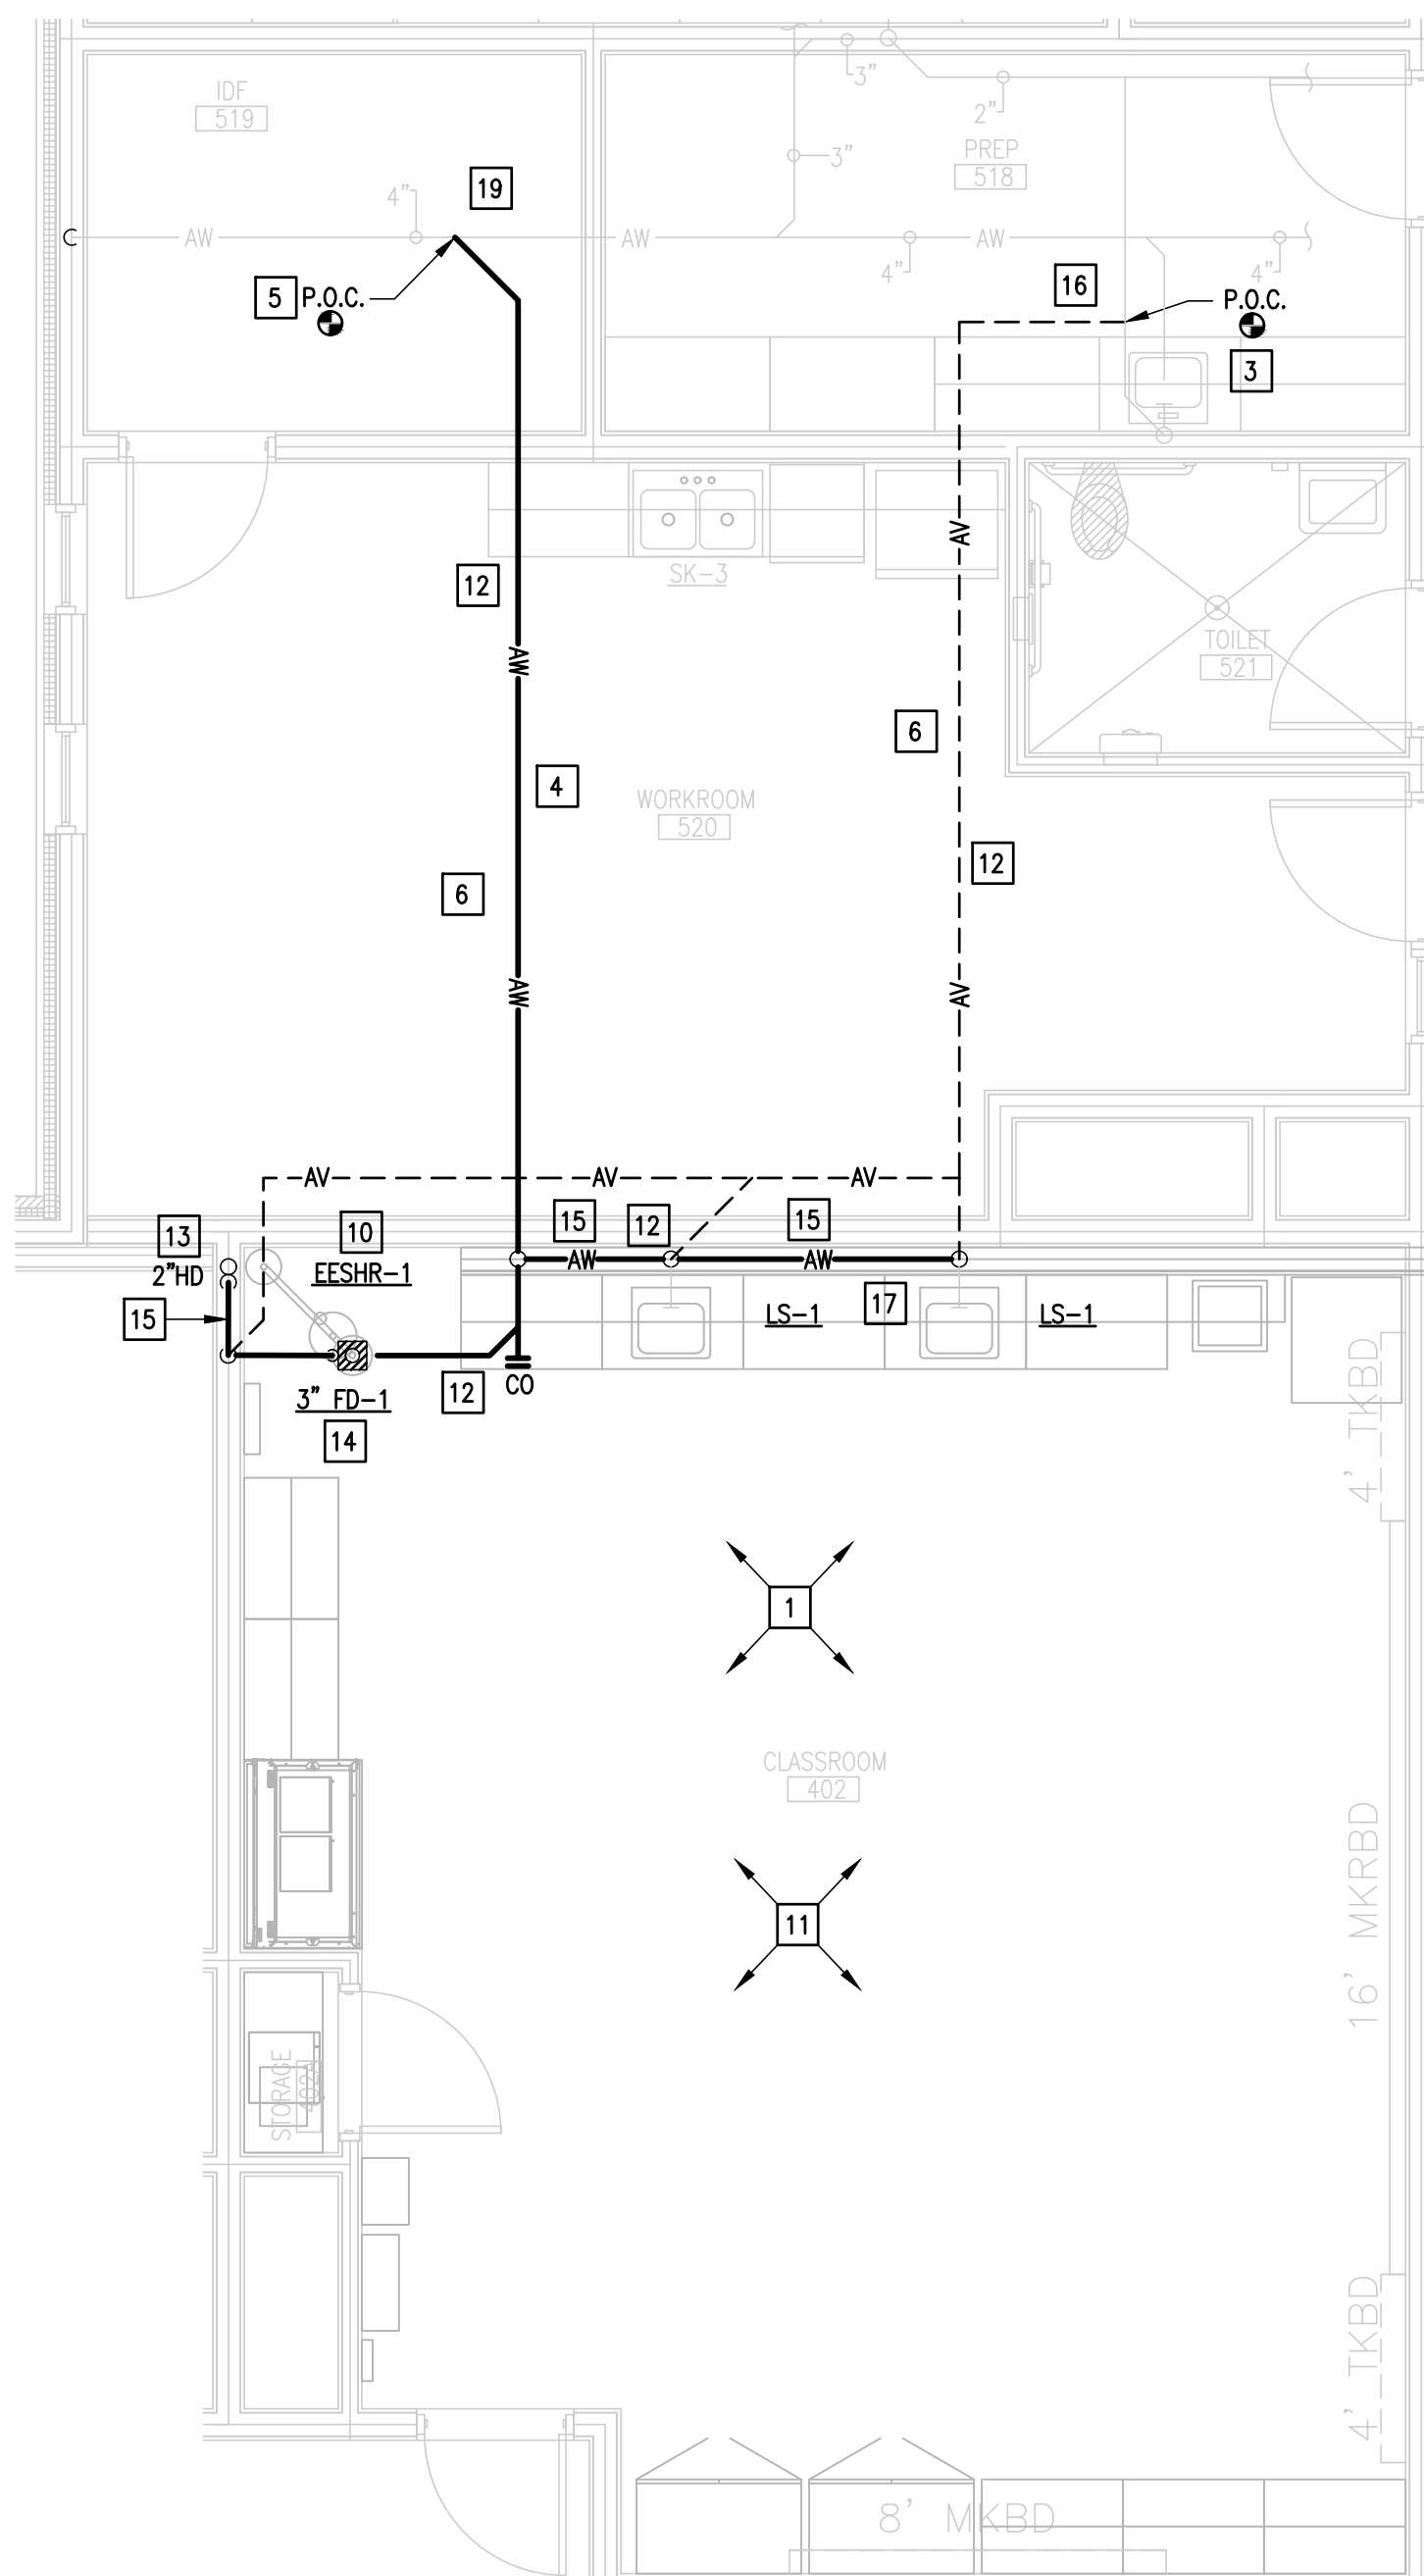 3"
IDF
519
2"
PREP
518
3"
19
4"
AW
AW
AW
4"
4"
5 P.O.C.
16
P.O.C.
3
SK-3
12
AV
TOILET
521
AW
6
4
WORKROOM
520
12
6
AW
AV
AV
AV
AV
13
10
15
12
15
2"HD
EESHR-1
AW
AW
15
LS-1
17
LS-1
3" FD-1
12
CO
14
4' TKBD
1
CLASSROOM
402
16' MKRBD
11
STORAGE
4' TKBD
8' MKBD